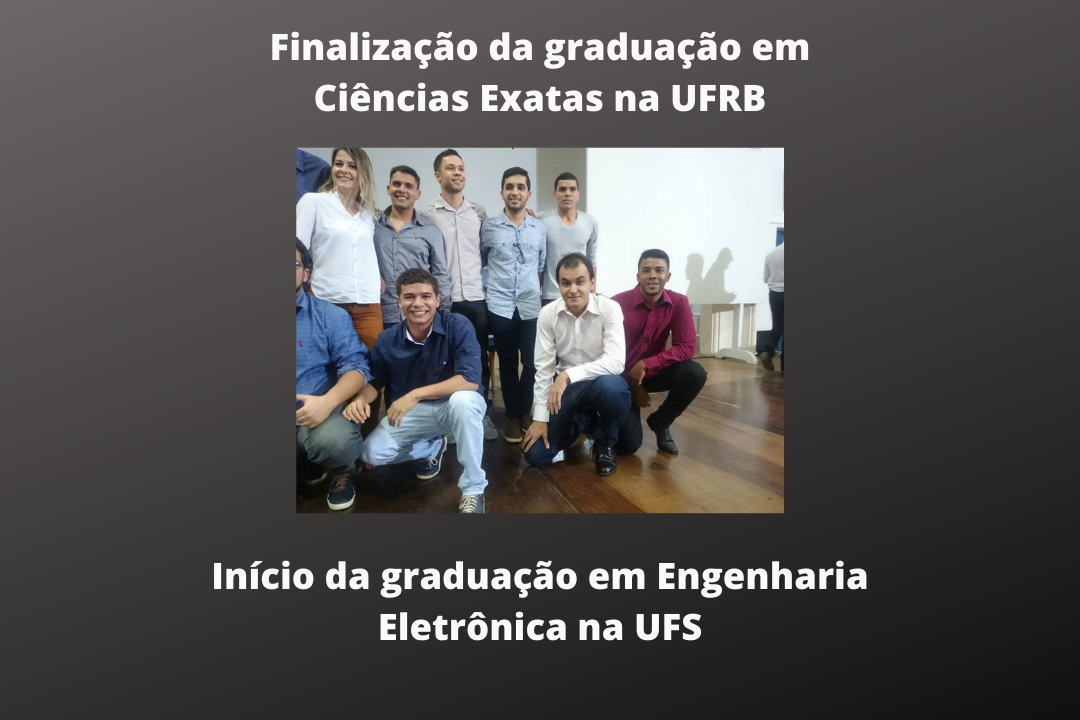 Finalização da graduação em
Ciências Exatas na UFRB
Início da graduação em Engenharia
Eletrônica na UFS